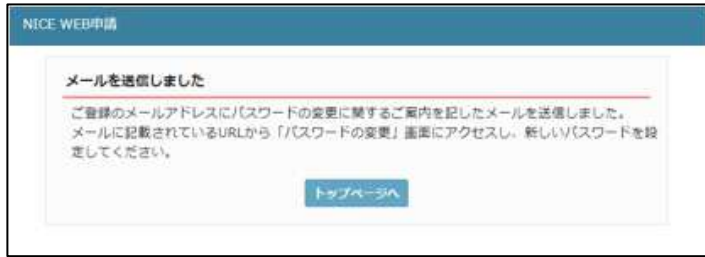 NICE WEB申請
メールを送信しました
ご登録のメールアドレスにパスワードの変更に関するご案内を記したメールを送信しました。
メールに記載されているURLから「パスワードの変更」画面にアクセスし、新しいパスワードを設
定してください。
トップページへ